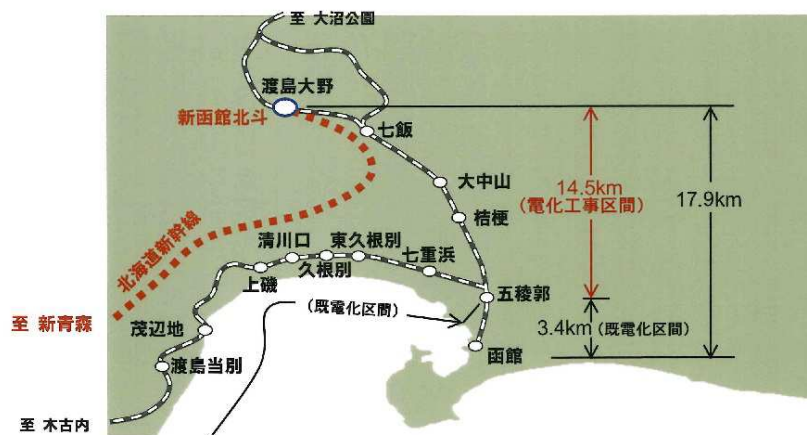 至 大沼公園
渡島大野
新函館北斗
七飯
大中山
桔梗
14.5km
(電化工事区間)
17.9km
北海道新幹線
清川口
東久根別
七重浜
上磯
久根別
五稜郭
(既電化区間)
3.4km (既電化区間)
至 新青森
茂辺地
函館
渡島当別
至 木古内